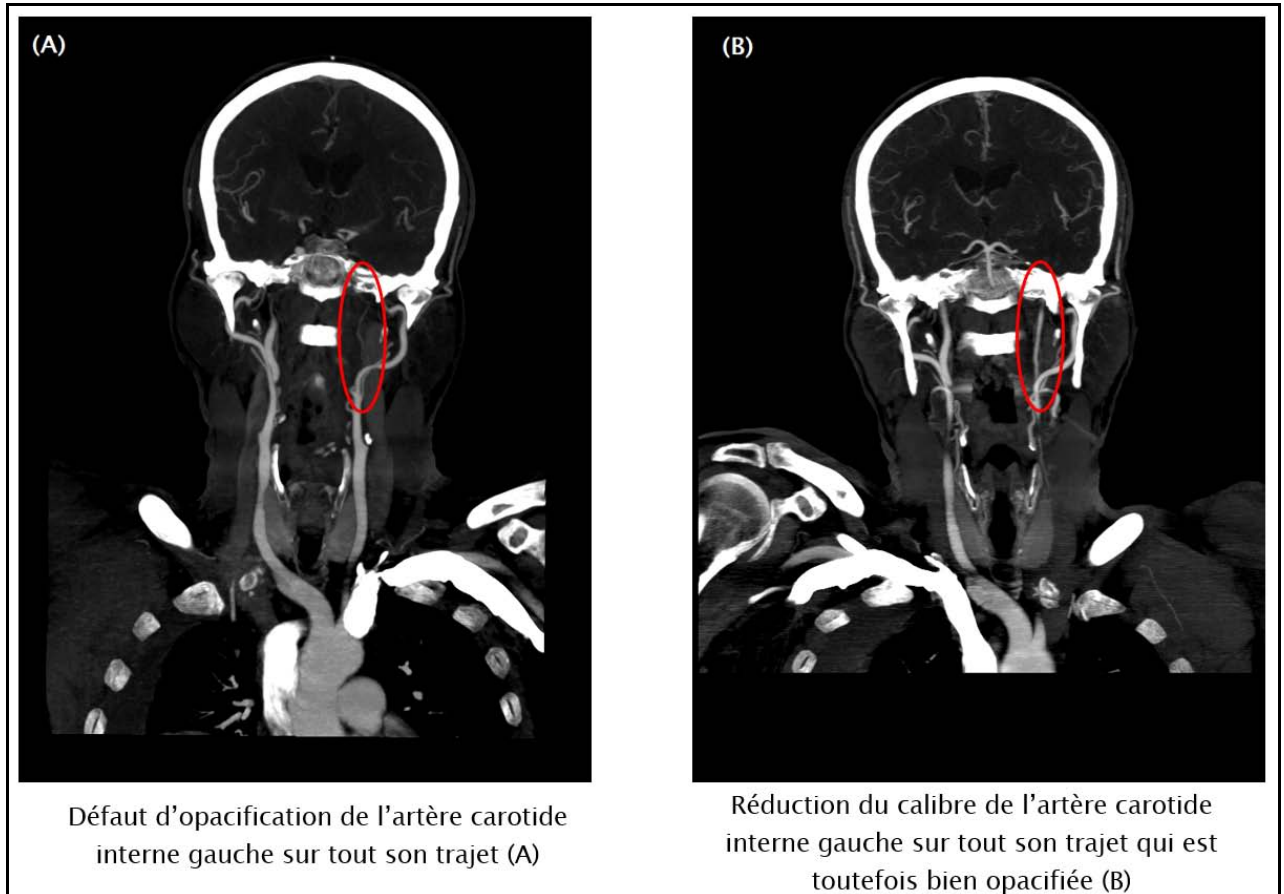 (A)
(B)
Défaut d’opacification de l’artère carotide
interne gauche sur tout son trajet (A)
Réduction du calibre de l’artère carotide
interne gauche sur tout son trajet qui est
toutefois bien opacifiée (B)